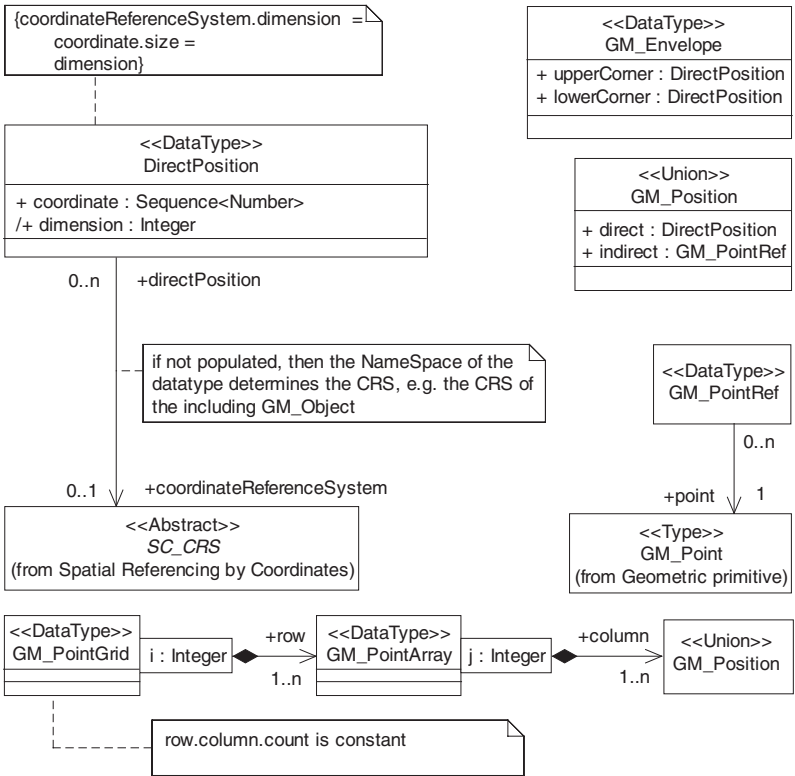 {coordinateReferenceSystem.dimension =
coordinate.size =
dimension}
<<DataType>>
GM_Envelope
+ upperCorner : DirectPosition
+ lowerCorner : DirectPosition
<<DataType>>
DirectPosition
+ coordinate : Sequence<Number>
/+ dimension : Integer
<<Union>>
GM_Position
+ direct : DirectPosition
+ indirect : GM_PointRef
0..n
+directPosition
if not populated, then the NameSpace of the
datatype determines the CRS, e.g. the CRS of
the including GM_Object
<<DataType>>
GM_PointRef
0..n
0..1
+coordinateReferenceSystem
+point
1
<<Abstract>>
SC_CRS
(from Spatial Referencing by Coordinates)
<<Type>>
GM_Point
(from Geometric primitive)
<<DataType>>
GM_PointGrid
i : Integer
+row
1..n
<<DataType>>
GM_PointArray
j : Integer
+column
1..n
<<Union>>
GM_Position
row.column.count is constant